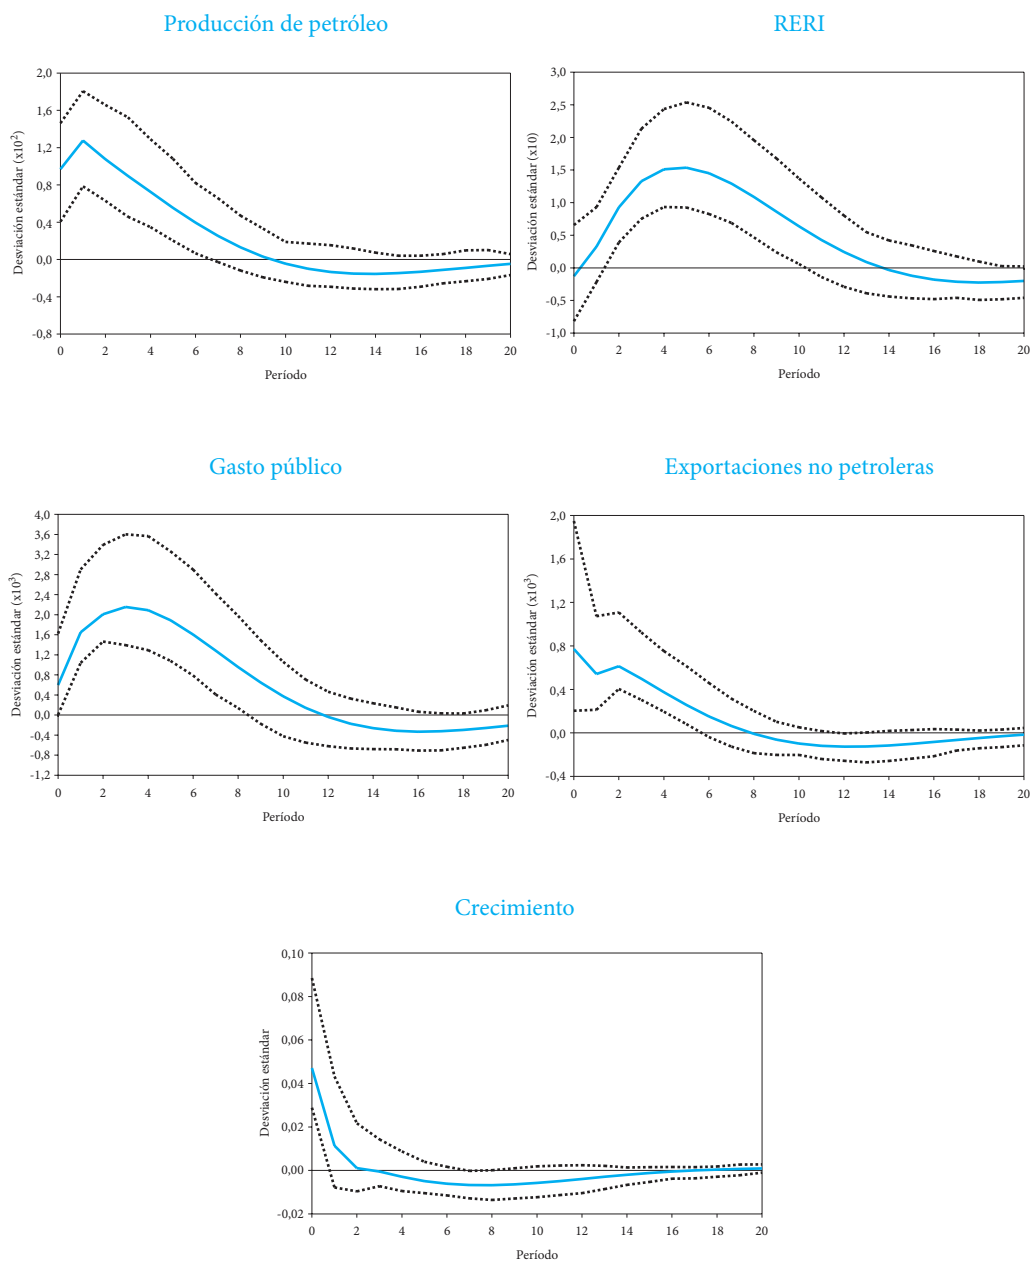 Producción de petróleo
Desviación estándar (x10²)
2,0
1,6
1,2
0,8
0,4
0,0
-0,4
-0,8
0 2 4 6 8 10 12 14 16 18 20
Período
RERI
Desviación estándar (x10)
3,0
2,5
2,0
1,5
1,0
0,5
0,0
-0,5
-1,0
0 2 4 6 8 10 12 14 16 18 20
Período
Gasto público
Desviación estándar (x10³)
4,0
3,6
3,2
2,8
2,4
2,0
1,6
1,2
0,8
0,4
0,0
-0,4
-0,8
-1,2
0 2 4 6 8 10 12 14 16 18 20
Período
Exportaciones no petroleras
Desviación estándar (x10³)
2,0
1,6
1,2
0,8
0,4
0,0
-0,4
0 2 4 6 8 10 12 14 16 18 20
Período
Crecimiento
Desviación estándar
0,10
0,08
0,06
0,04
0,02
0,00
-0,02
0 2 4 6 8 10 12 14 16 18 20
Período